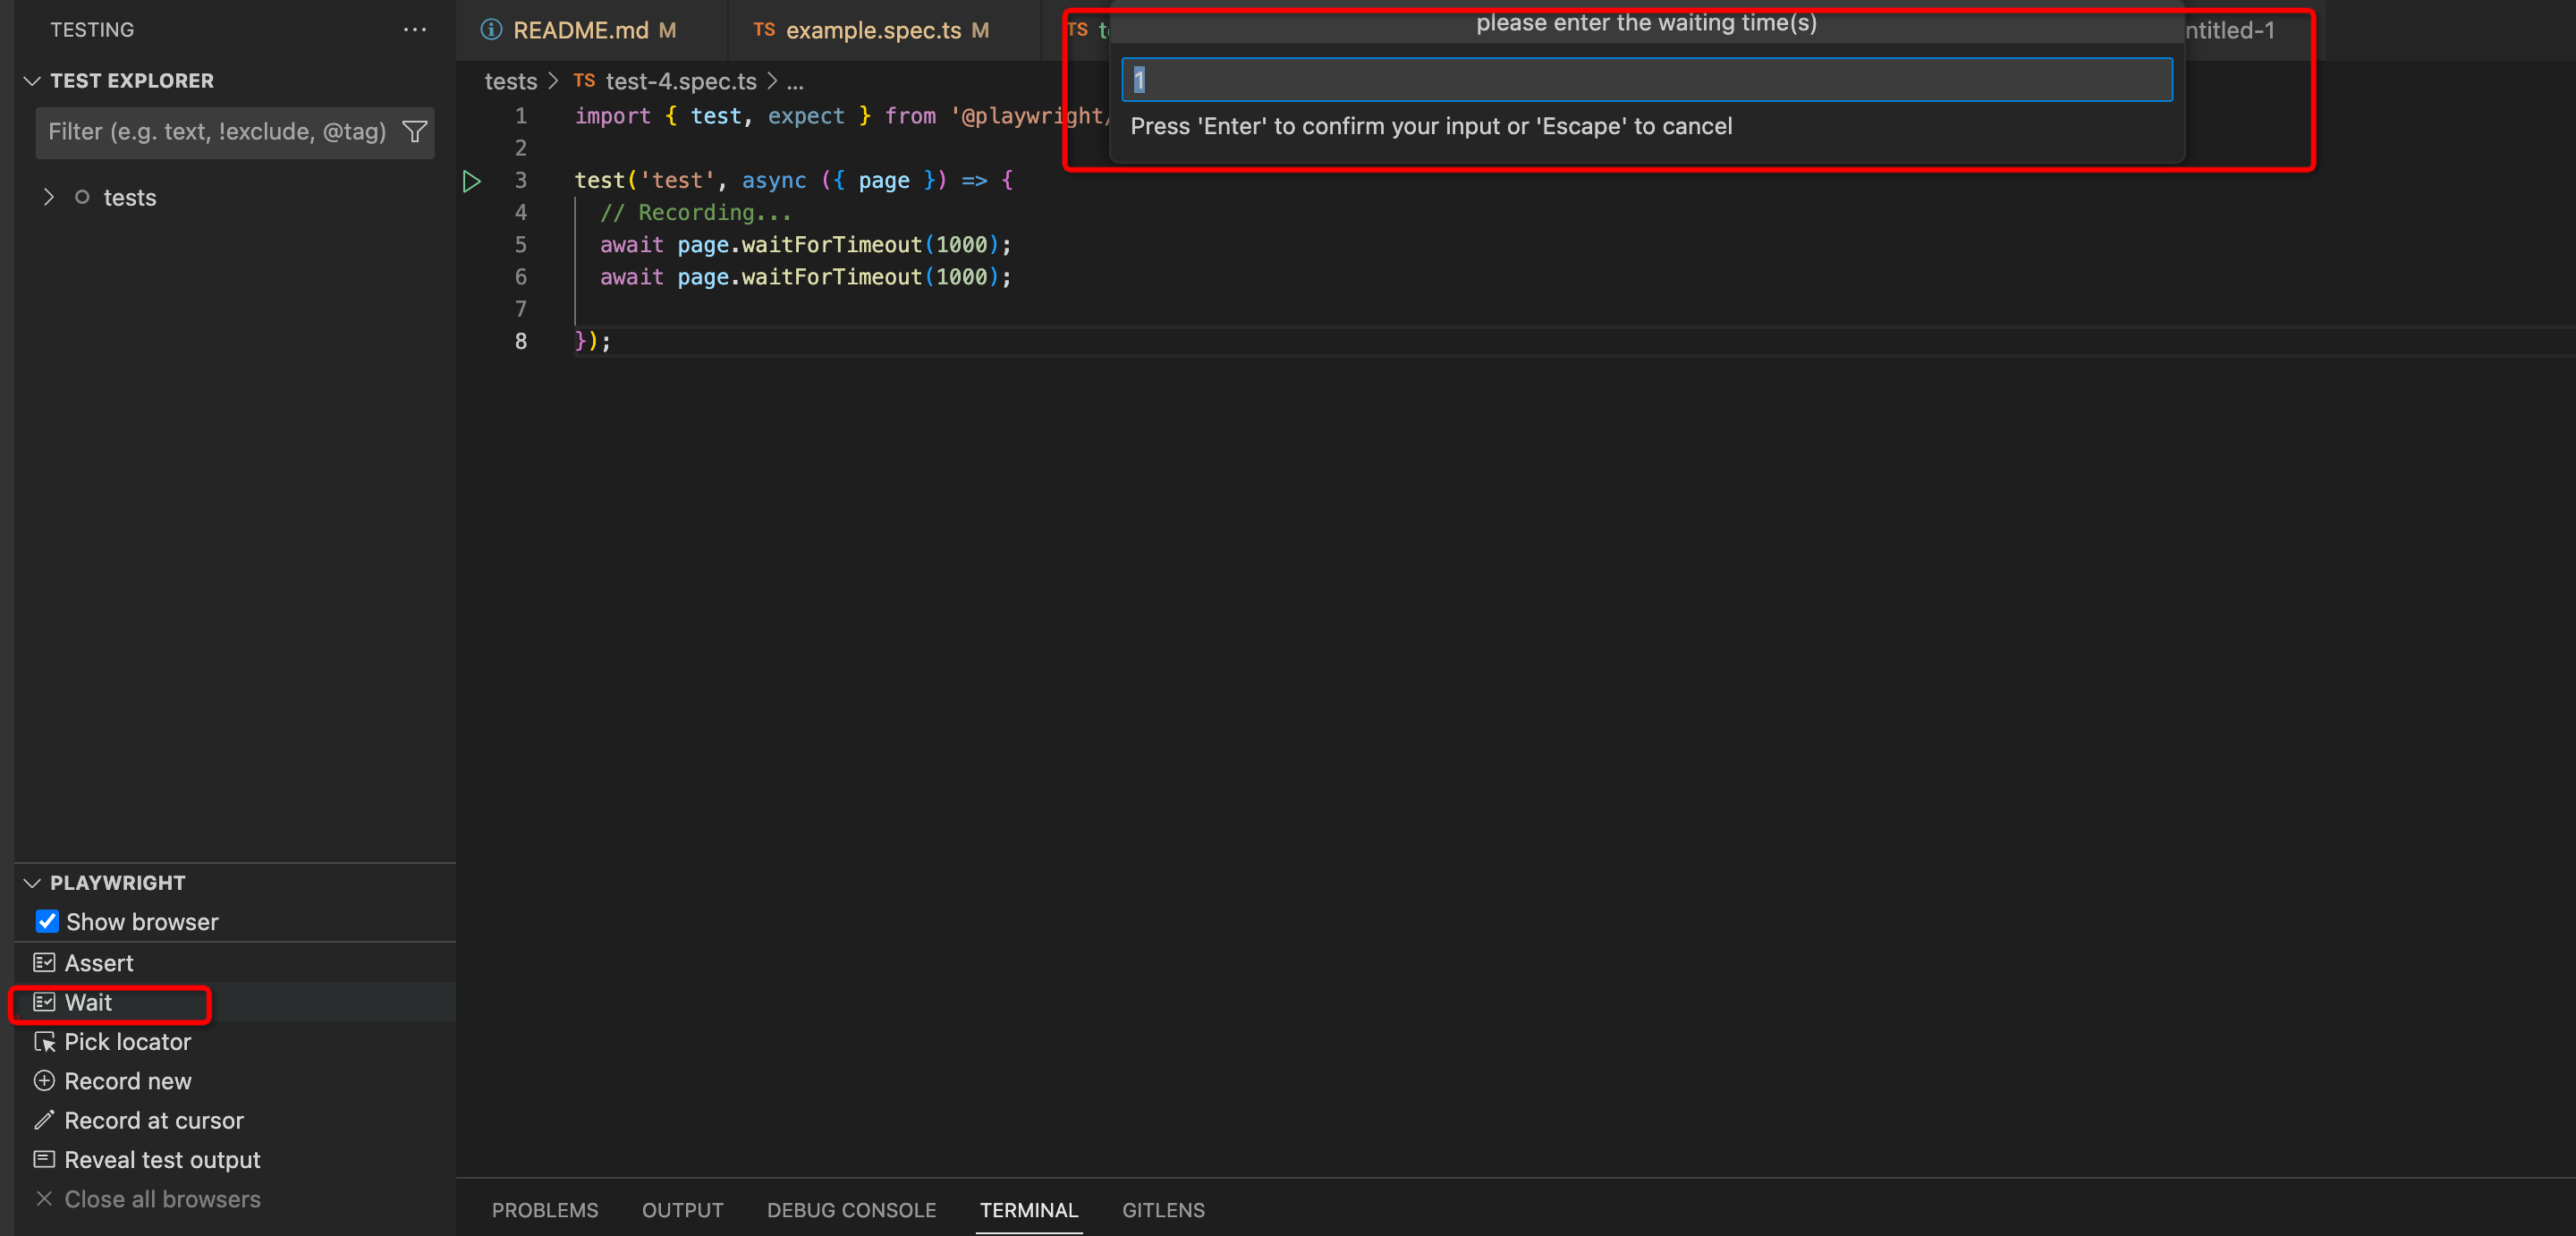 TESTING
TEST EXPLORER
Filter (e.g. text, !exclude, @tag)
tests
PLAYWRIGHT
Show browser
Assert
Wait
Pick locator
Record new
Record at cursor
Reveal test output
Close all browsers
README.md M
TS example.spec.ts M
TS
ntitled-1
please enter the waiting time(s)
1
Press 'Enter' to confirm your input or 'Escape' to cancel
tests > TS test-4.spec.ts > ...
1 import { test, expect } from '@playwright/
2
3 test('test', async ({ page }) => {
4 // Recording...
5 await page.waitForTimeout(1000);
6 await page.waitForTimeout(1000);
7
8 });
PROBLEMS OUTPUT DEBUG CONSOLE TERMINAL GITLENS